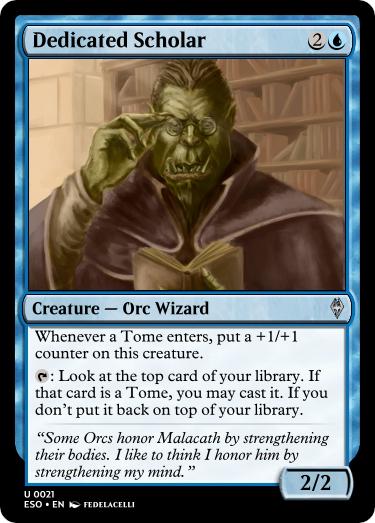 Dedicated Scholar 2
Creature — Orc Wizard
Whenever a Tome enters, put a +1/+1
counter on this creature.
: Look at the top card of your library. If
that card is a Tome, you may cast it. If you
don't put it back on top of your library.
"Some Orcs honor Malacath by strengthening
their bodies. I like to think I honor him by
strengthening my mind."
2/2
U 0021
ESO • EN FEDELACELLI